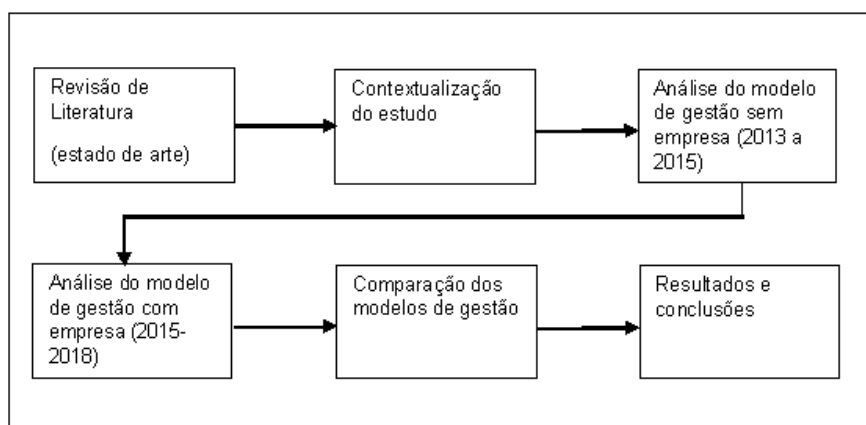 Revisão de
Literatura
(estado de arte)
Contextualização
do estudo
Análise do modelo
de gestão sem
empresa (2013 a
2015)
Análise do modelo
de gestão com
empresa (2015-
2018)
Comparação dos
modelos de gestão
Resultados e
conclusões